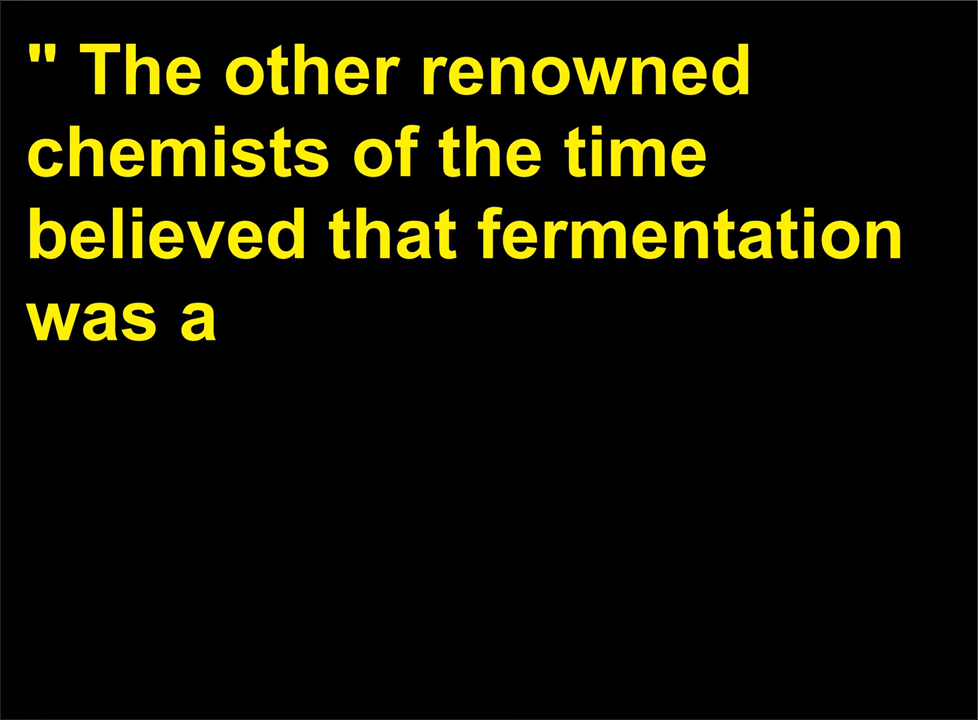 " The other renowned
chemists of the time
believed that fermentation
was a